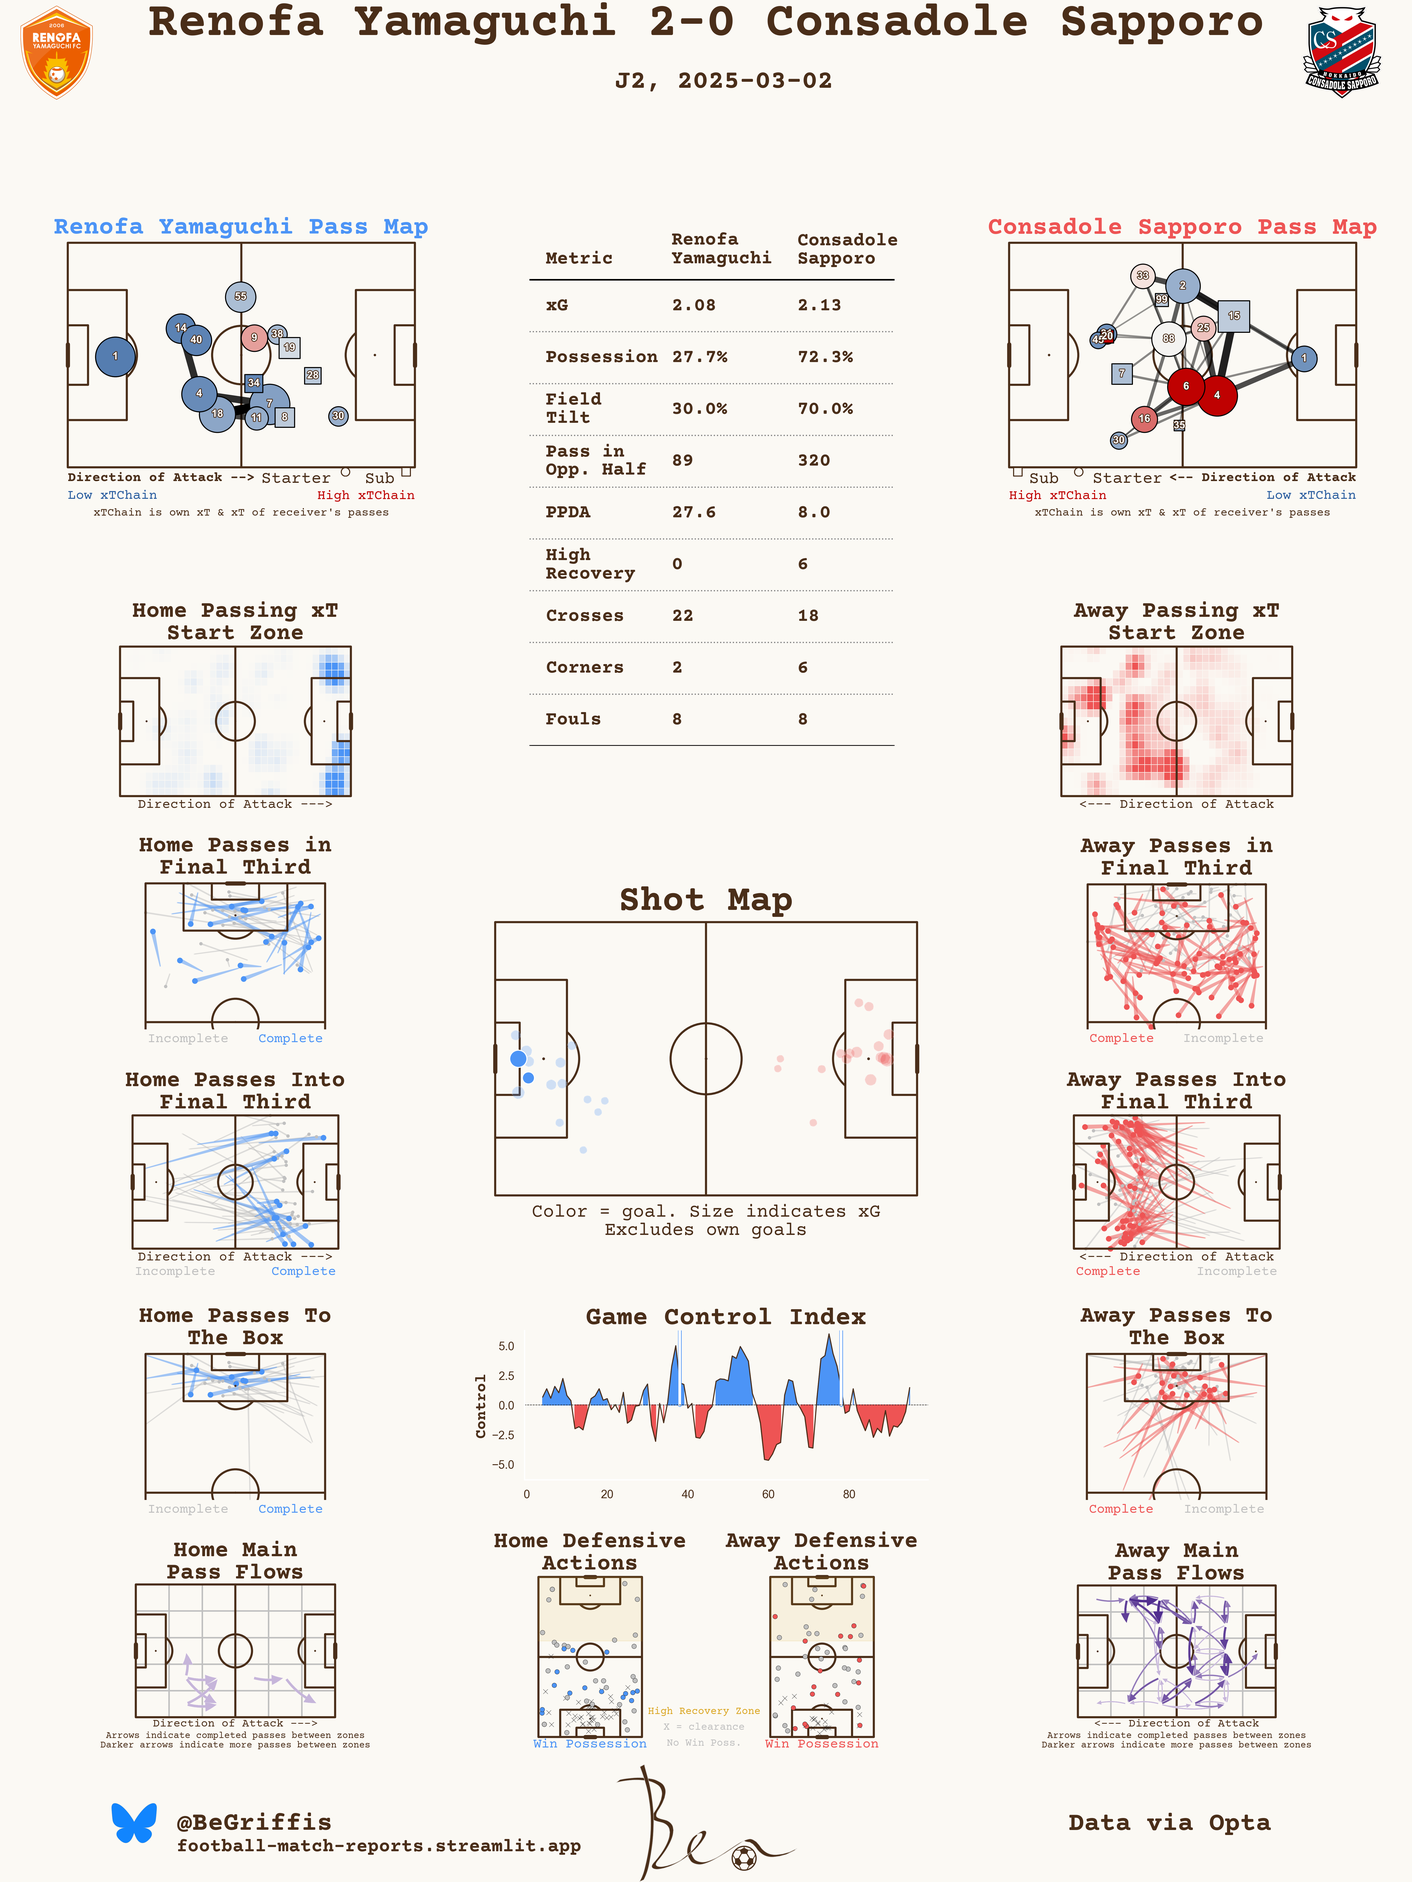 Renofa Yamaguchi 2-0 Consadole Sapporo
J2, 2025-03-02
2006
RENOFA
YAMAGUCHI FC
CS
HOKKAIDO
CONSADOLE SAPPORO
Renofa Yamaguchi Pass Map
55
14
40
9
38
19
1
34
28
4
7
18
11
8
30
Direction of Attack --> Starter Sub
Low xTChain High xTChain
xTChain is own xT & xT of receiver's passes
Metric Renofa Yamaguchi Consadole Sapporo
xG 2.08 2.13
Possession 27.7% 72.3%
Field Tilt 30.0% 70.0%
Pass in Opp. Half 89 320
PPDA 27.6 8.0
High Recovery 0 6
Crosses 22 18
Corners 2 6
Fouls 8 8
Consadole Sapporo Pass Map
33
2
99
15
25
20
88
1
7
6
4
16
35
30
Sub Starter <-- Direction of Attack
High xTChain Low xTChain
xTChain is own xT & xT of receiver's passes
Home Passing xT
Start Zone
Direction of Attack --->
Away Passing xT
Start Zone
<--- Direction of Attack
Home Passes in
Final Third
Incomplete Complete
Away Passes in
Final Third
Complete Incomplete
Shot Map
Color = goal. Size indicates xG
Excludes own goals
Home Passes Into
Final Third
Direction of Attack --->
Incomplete Complete
Away Passes Into
Final Third
<--- Direction of Attack
Complete Incomplete
Home Passes To
The Box
Incomplete Complete
Game Control Index
Control
5.0
2.5
0.0
−2.5
−5.0
0 20 40 60 80
Away Passes To
The Box
Complete Incomplete
Home Main
Pass Flows
Direction of Attack --->
Arrows indicate completed passes between zones
Darker arrows indicate more passes between zones
Home Defensive
Actions
Win Possession
Away Defensive
Actions
Win Possession
High Recovery Zone
X = clearance
No Win Poss.
Away Main
Pass Flows
<--- Direction of Attack
Arrows indicate completed passes between zones
Darker arrows indicate more passes between zones
@BeGriffis
football-match-reports.streamlit.app
Ben
Data via Opta